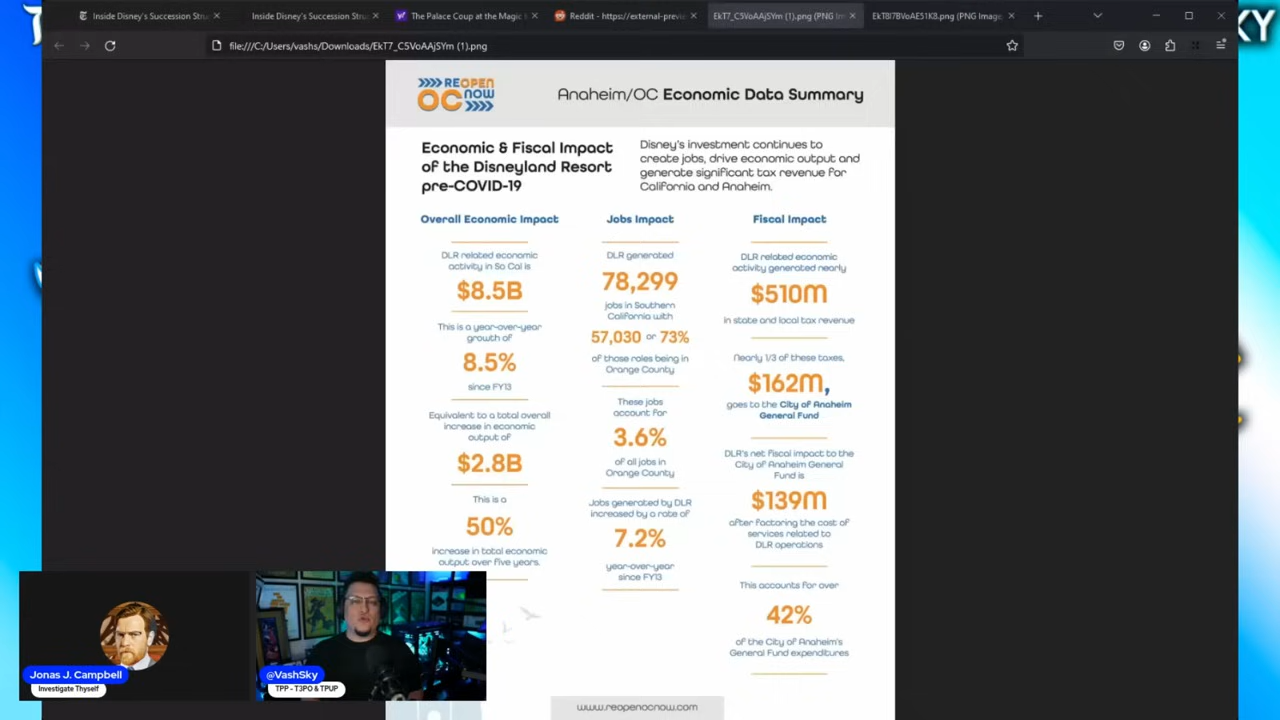 Inside Disney's Succession Stru
Inside Disney's Succession Stru
The Palace Coup at the Magic
Reddit - https://external-previe
EkT7_C5VoAAjSYm (1).png (PNG Im
EkT8I7BVoAE51K8.png (PNG Image
file:///C:/Users/vashs/Downloads/EkT7_C5VoAAjSYm (1).png
REOPEN
OC NOW
Anaheim/OC Economic Data Summary
Economic & Fiscal Impact
of the Disneyland Resort
pre-COVID-19
Disney's investment continues to
create jobs, drive economic output and
generate significant tax revenue for
California and Anaheim.
Overall Economic Impact
DLR related economic
activity in So Cal is
$8.5B
This is a year-over-year
growth of
8.5%
since FY13
Equivalent to a total overall
increase in economic
output of
$2.8B
This is a
50%
increase in total economic
output over five years.
Jobs Impact
DLR generated
78,299
jobs in Southern
California with
57,030 or 73%
of those roles being in
Orange County
These jobs
account for
3.6%
of all jobs in
Orange County
Jobs generated by DLR
increased by a rate of
7.2%
year-over-year
since FY13
Fiscal Impact
DLR related economic
activity generated nearly
$510M
in state and local tax revenue
Nearly 1/3 of these taxes,
$162M,
goes to the City of Anaheim
General Fund
DLR's net fiscal impact to the
City of Anaheim General
Fund is
$139M
after factoring the cost of
services related to
DLR operations
This accounts for over
42%
of the City of Anaheim's
General Fund expenditures
www.reopenocnow.com
Jonas J. Campbell
Investigate Thyself
@VashSky
TPP - T3PO & TPUP